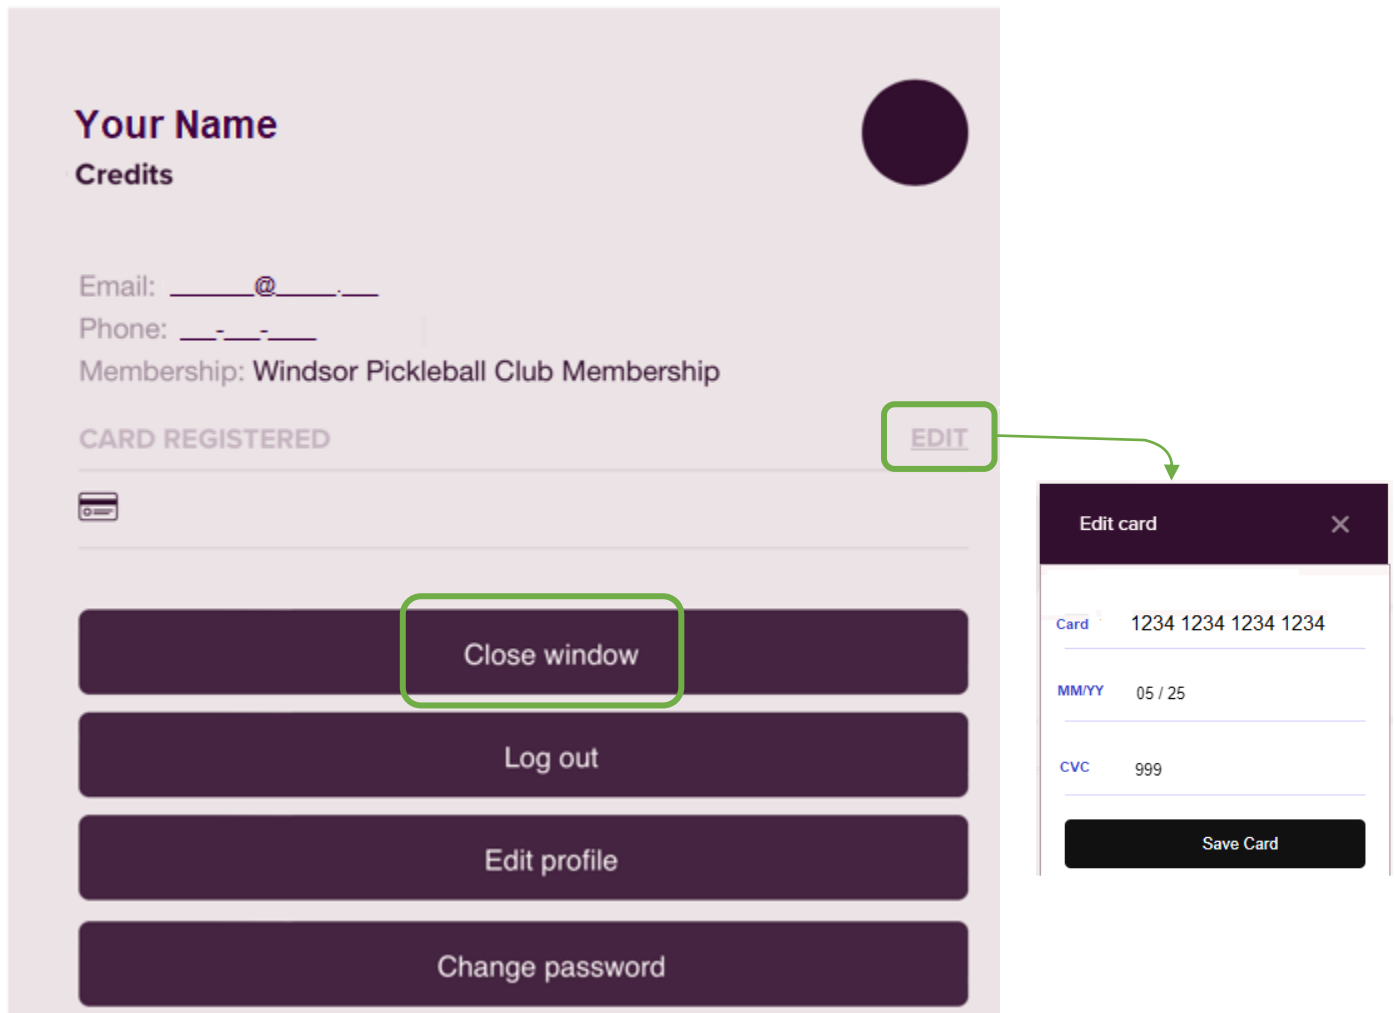 Your Name
Credits
Email: ______@____.___
Phone: ___-___-____
Membership: Windsor Pickleball Club Membership
CARD REGISTERED EDIT
Close window
Log out
Edit profile
Change password
Edit card ×
Card 1234 1234 1234 1234
MM/YY 05 / 25
CVC 999
Save Card